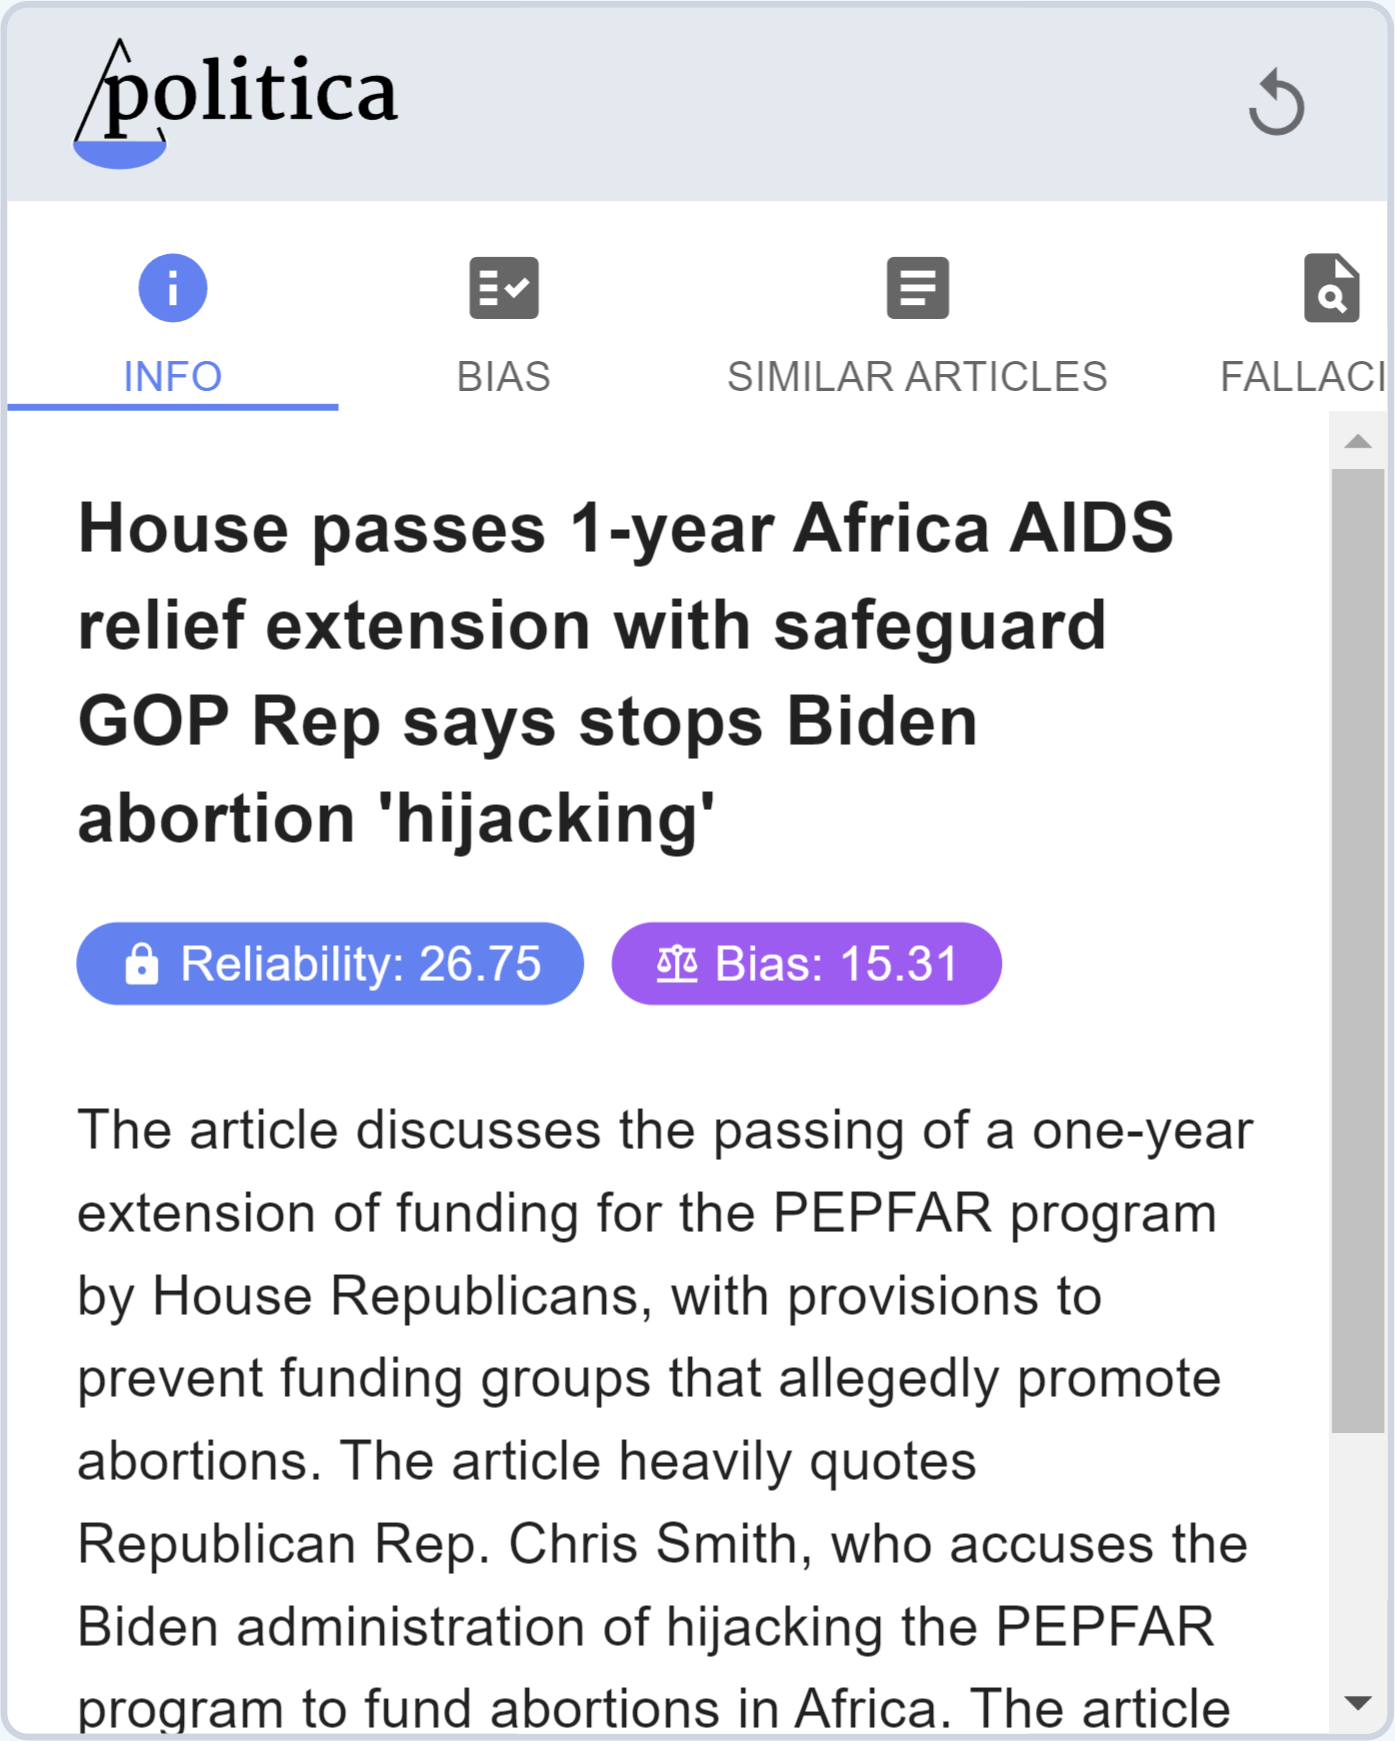 politica
INFO
BIAS
SIMILAR ARTICLES
FALLACI
House passes 1-year Africa AIDS
relief extension with safeguard
GOP Rep says stops Biden
abortion 'hijacking'
Reliability: 26.75
Bias: 15.31
The article discusses the passing of a one-year
extension of funding for the PEPFAR program
by House Republicans, with provisions to
prevent funding groups that allegedly promote
abortions. The article heavily quotes
Republican Rep. Chris Smith, who accuses the
Biden administration of hijacking the PEPFAR
program to fund abortions in Africa. The article